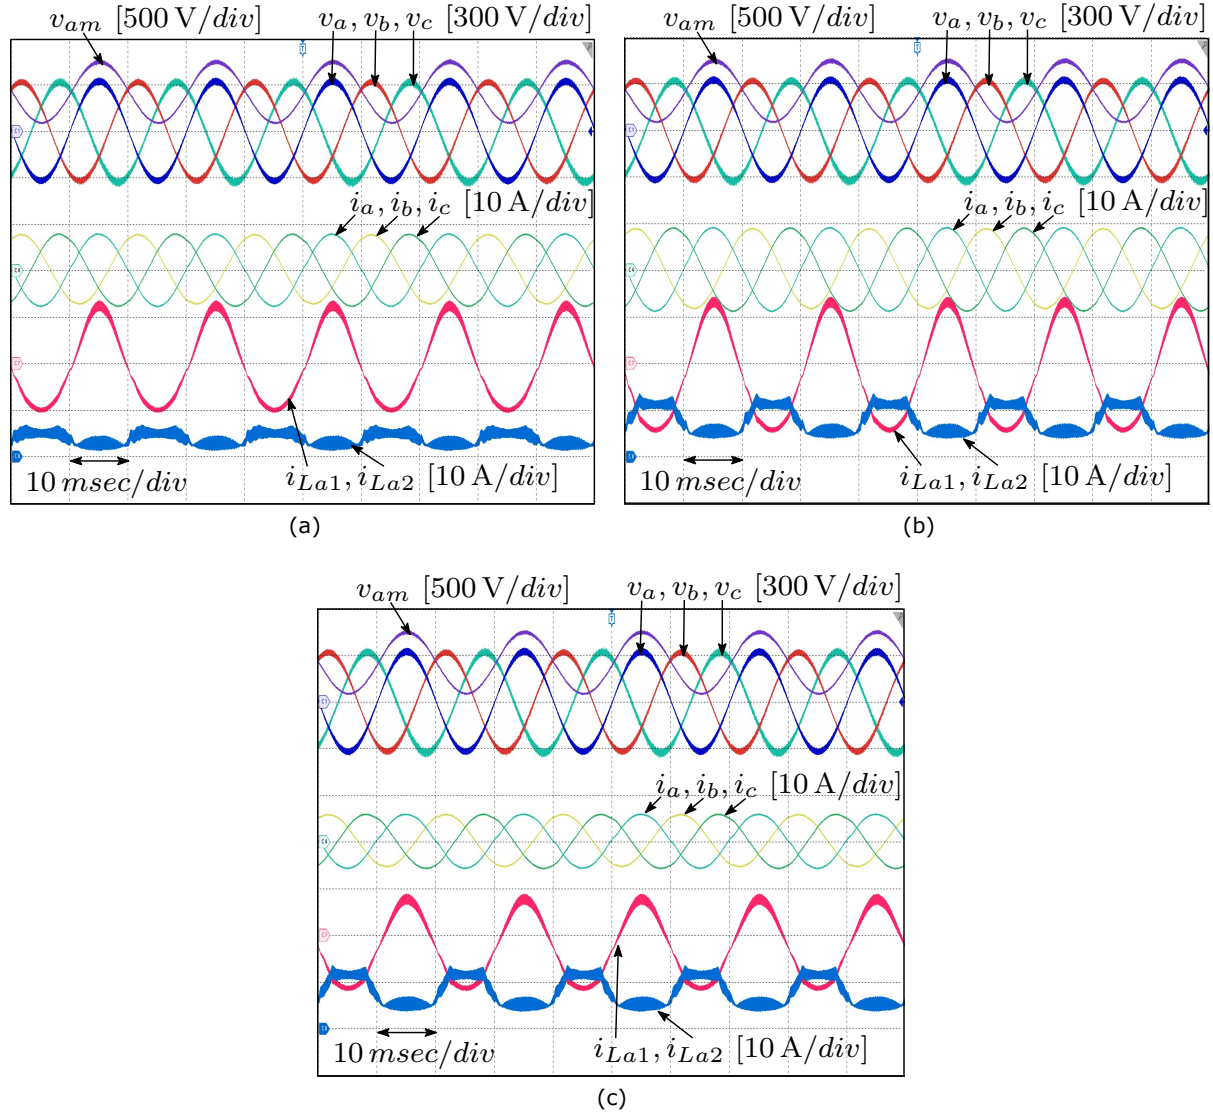 v_am [500 V/div] v_a, v_b, v_c [300 V/div]
i_a, i_b, i_c [10 A/div]
10 msec/div
i_La1, i_La2 [10 A/div]
(a)
v_am [500 V/div] v_a, v_b, v_c [300 V/div]
i_a, i_b, i_c [10 A/div]
10 msec/div
i_La1, i_La2 [10 A/div]
(b)
v_am [500 V/div] v_a, v_b, v_c [300 V/div]
i_a, i_b, i_c [10 A/div]
10 msec/div
i_La1, i_La2 [10 A/div]
(c)